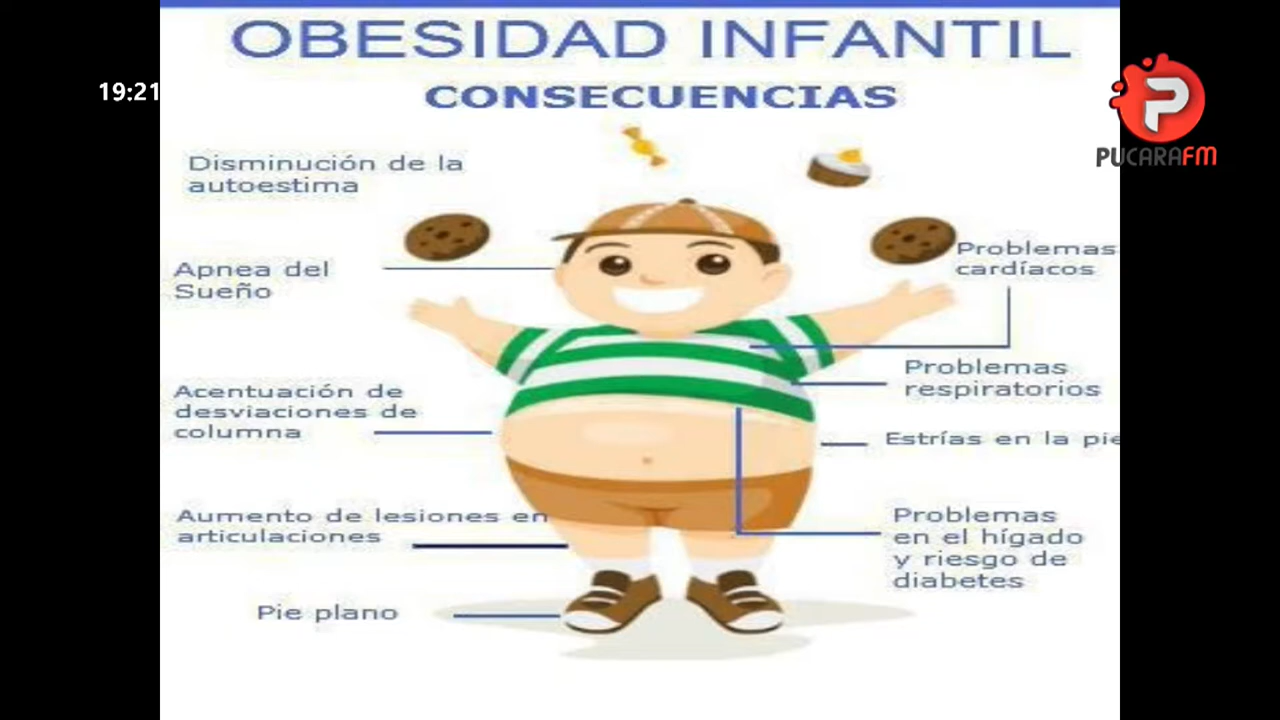 OBESIDAD INFANTIL
CONSECUENCIAS
19:21
PUCARAFM
Disminución de la
autoestima
Apnea del
Sueño
Acentuación de
desviaciones de
columna
Aumento de lesiones en
articulaciones
Pie plano
Problemas
cardíacos
Problemas
respiratorios
Estrías en la pie
Problemas
en el hígado
y riesgo de
diabetes